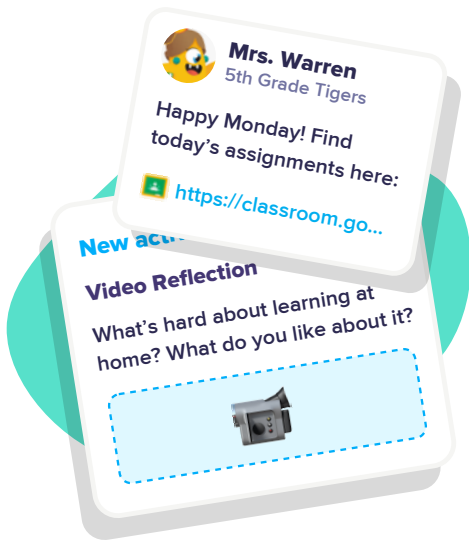 Mrs. Warren
5th Grade Tigers
Happy Monday! Find
today's assignments here:
https://classroom.go...
New
Video Reflection
What's hard about learning at
home? What do you like about it?